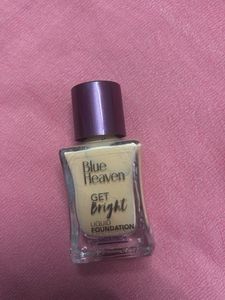 Blue
Heaven
GET
Bright
LIQUID
FOUNDATION